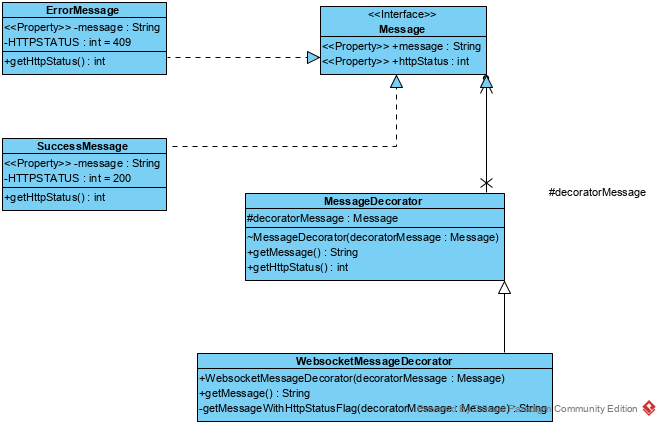 ErrorMessage
<<Property>> -message : String
-HTTPSTATUS : int = 409
+getHttpStatus() : int
<<Interface>>
Message
<<Property>> +message : String
<<Property>> +httpStatus : int
SuccessMessage
<<Property>> -message : String
-HTTPSTATUS : int = 200
+getHttpStatus() : int
#decoratorMessage
MessageDecorator
#decoratorMessage : Message
~MessageDecorator(decoratorMessage : Message)
+getMessage() : String
+getHttpStatus() : int
WebsocketMessageDecorator
+WebsocketMessageDecorator(decoratorMessage : Message)
+getMessage() : String
-getMessageWithHttpStatusFlag(decoratorMessage : Message) : String
Community Edition